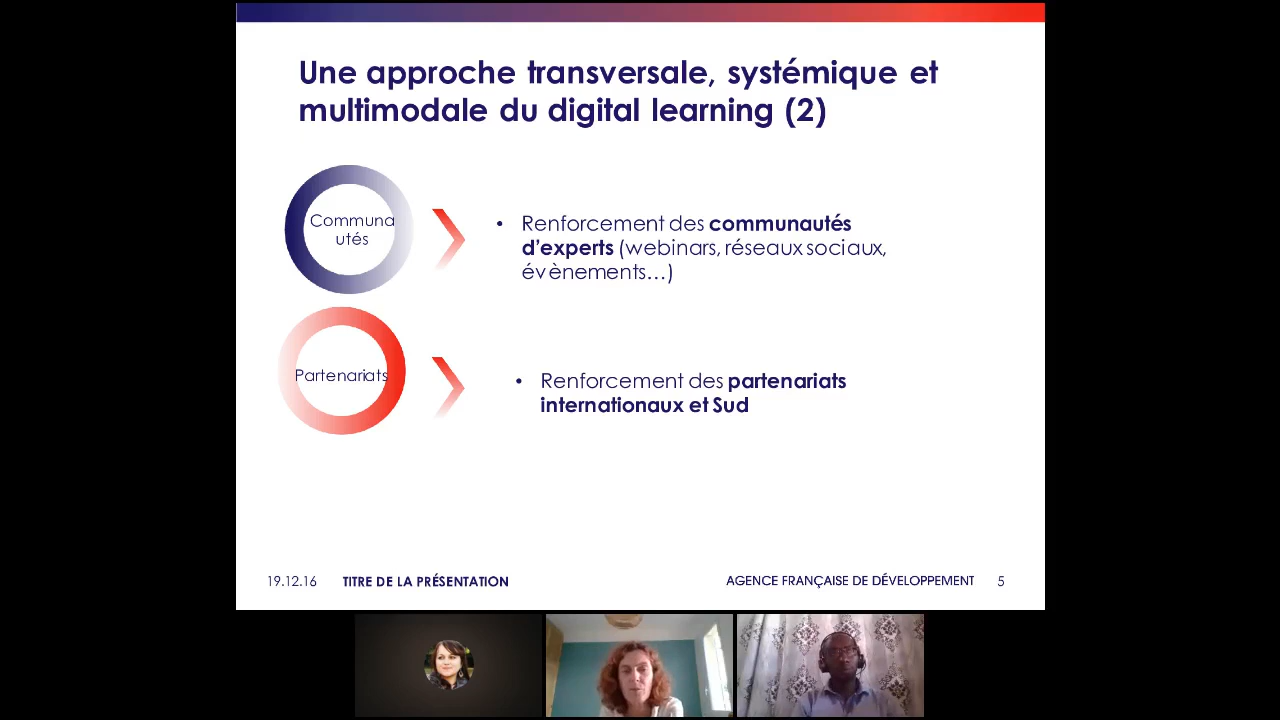 Une approche transversale, systémique et
multimodale du digital learning (2)
Communa
utés
• Renforcement des communautés
d’experts (webinars, réseaux sociaux,
évènements…)
Partenariats
• Renforcement des partenariats
internationaux et Sud
19.12.16 TITRE DE LA PRÉSENTATION AGENCE FRANÇAISE DE DÉVELOPPEMENT 5